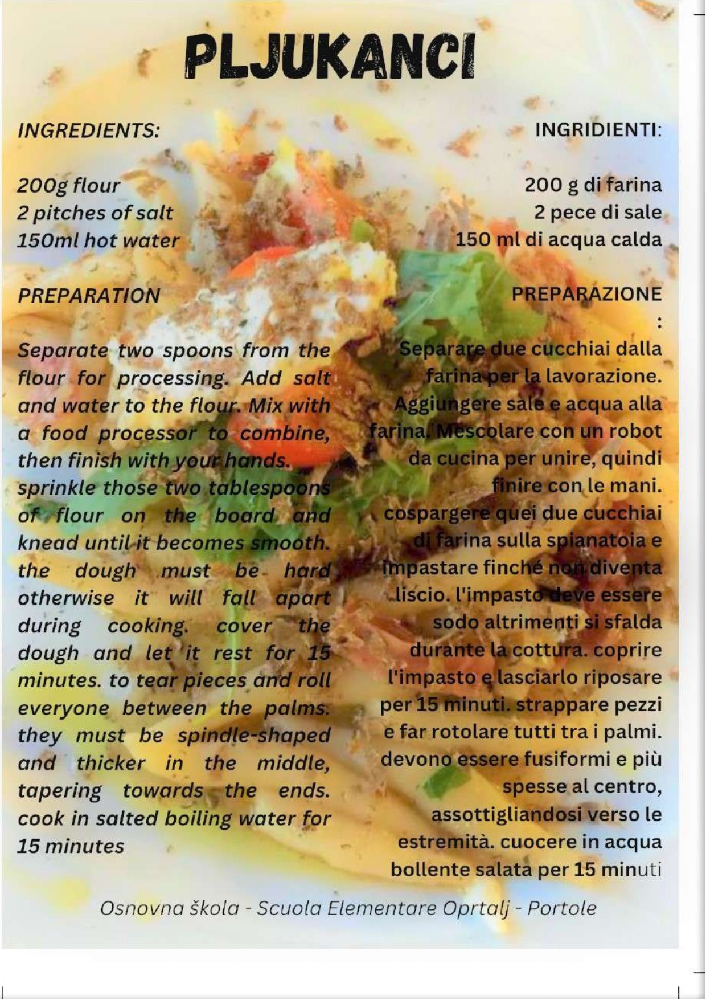 PLJUKANCI
INGREDIENTS:
200g flour
2 pitches of salt
150ml hot water
PREPARATION
Separate two spoons from the
flour for processing. Add salt
and water to the flour. Mix with
a food processor to combine,
then finish with your hands.
sprinkle those two tablespoons
of flour on the board and
knead until it becomes smooth.
the dough must be hard
otherwise it will fall apart
during cooking. cover the
dough and let it rest for 15
minutes. to tear pieces and roll
everyone between the palms.
they must be spindle-shaped
and thicker in the middle,
tapering towards the ends.
cook in salted boiling water for
15 minutes
INGRIDIENTI:
200 g di farina
2 pece di sale
150 ml di acqua calda
PREPARAZIONE
:
Separare due cucchiai dalla
farina per la lavorazione.
Aggiungere sale e acqua alla
farina. Mescolare con un robot
da cucina per unire, quindi
finire con le mani.
cospargere quei due cucchiai
di farina sulla spianatoia e
impastare finché non diventa
liscio. l'impasto deve essere
sodo altrimenti si sfalda
durante la cottura. coprire
l'impasto e lasciarlo riposare
per 15 minuti. strappare pezzi
e far rotolare tutti tra i palmi.
devono essere fusiformi e più
spesse al centro,
assottigliandosi verso le
estremità. cuocere in acqua
bollente salata per 15 minuti
Osnovna škola - Scuola Elementare Oprtalj - Portole